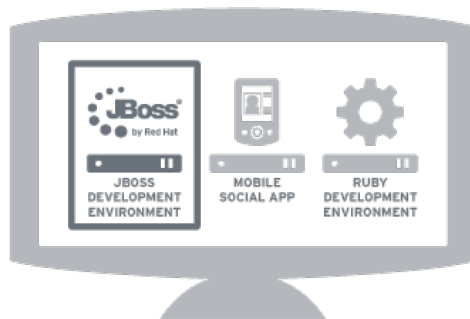 JBoss®
by Red Hat
JBOSS
DEVELOPMENT
ENVIRONMENT
MOBILE
SOCIAL APP
RUBY
DEVELOPMENT
ENVIRONMENT